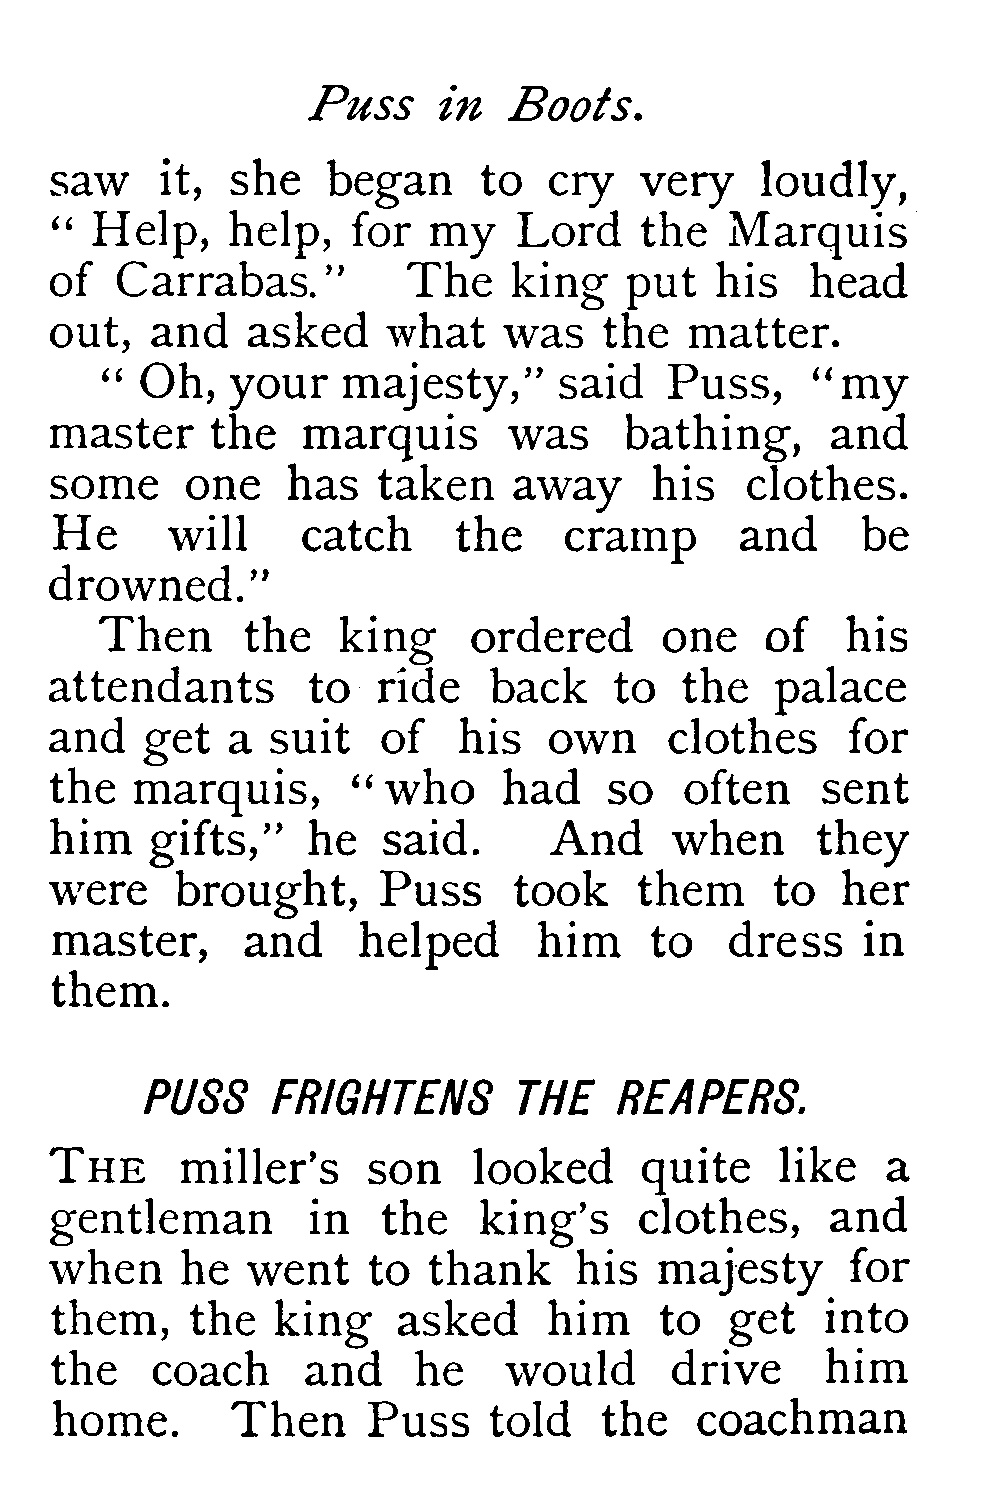 Puss in Boots.
saw it, she began to cry very loudly,
“ Help, help, for my Lord the Marquis
of Carrabas.” The king put his head
out, and asked what was the matter.
“ Oh, your majesty,” said Puss, “my
master the marquis was bathing, and
some one has taken away his clothes.
He will catch the cramp and be
drowned.”
Then the king ordered one of his
attendants to ride back to the palace
and get a suit of his own clothes for
the marquis, “ who had so often sent
him gifts,” he said. And when they
were brought, Puss took them to her
master, and helped him to dress in
them.
PUSS FRIGHTENS THE REAPERS.
THE miller’s son looked quite like a
gentleman in the king’s clothes, and
when he went to thank his majesty for
them, the king asked him to get into
the coach and he would drive him
home. Then Puss told the coachman